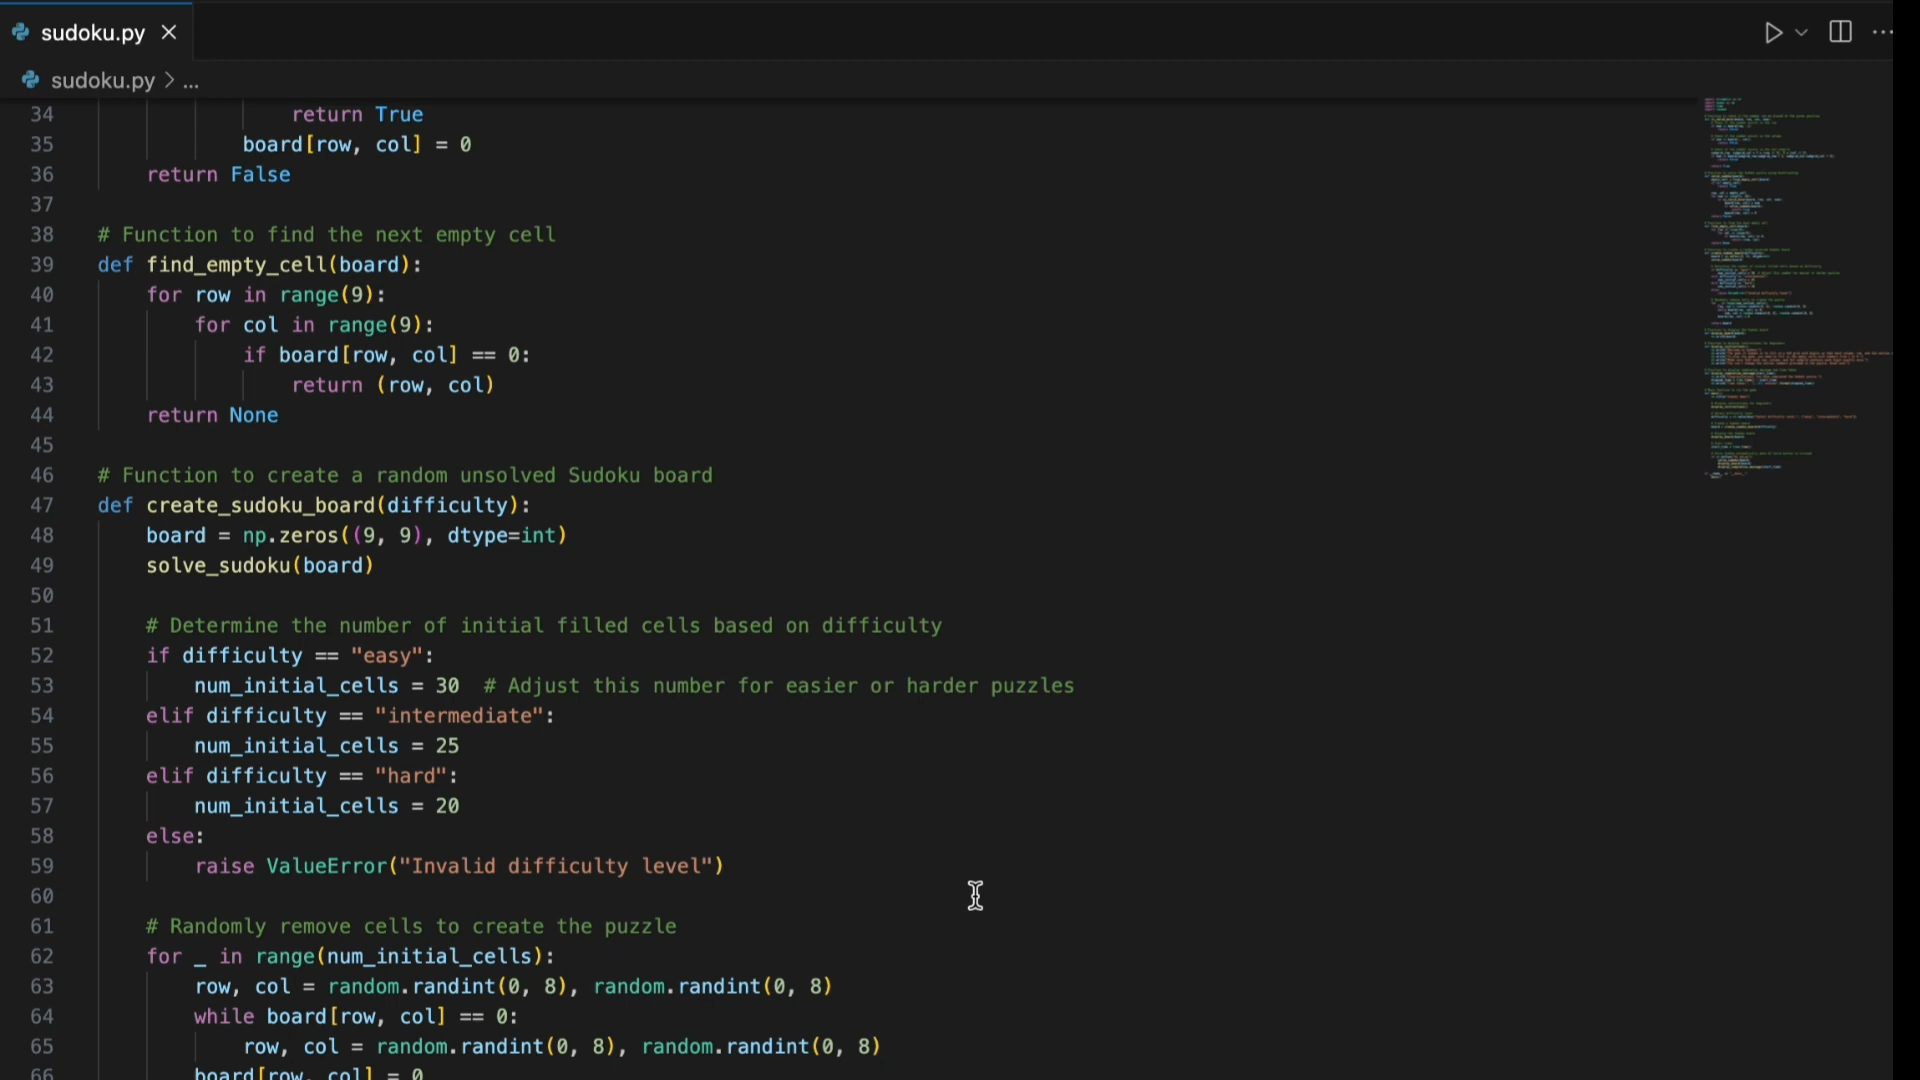 sudoku.py
sudoku.py > ...
34 return True
35 board[row, col] = 0
36 return False
37
38 # Function to find the next empty cell
39 def find_empty_cell(board):
40 for row in range(9):
41 for col in range(9):
42 if board[row, col] == 0:
43 return (row, col)
44 return None
45
46 # Function to create a random unsolved Sudoku board
47 def create_sudoku_board(difficulty):
48 board = np.zeros((9, 9), dtype=int)
49 solve_sudoku(board)
50
51 # Determine the number of initial filled cells based on difficulty
52 if difficulty == "easy":
53 num_initial_cells = 30 # Adjust this number for easier or harder puzzles
54 elif difficulty == "intermediate":
55 num_initial_cells = 25
56 elif difficulty == "hard":
57 num_initial_cells = 20
58 else:
59 raise ValueError("Invalid difficulty level")
60
61 # Randomly remove cells to create the puzzle
62 for _ in range(num_initial_cells):
63 row, col = random.randint(0, 8), random.randint(0, 8)
64 while board[row, col] == 0:
65 row, col = random.randint(0, 8), random.randint(0, 8)
66 board[row, col] = 0